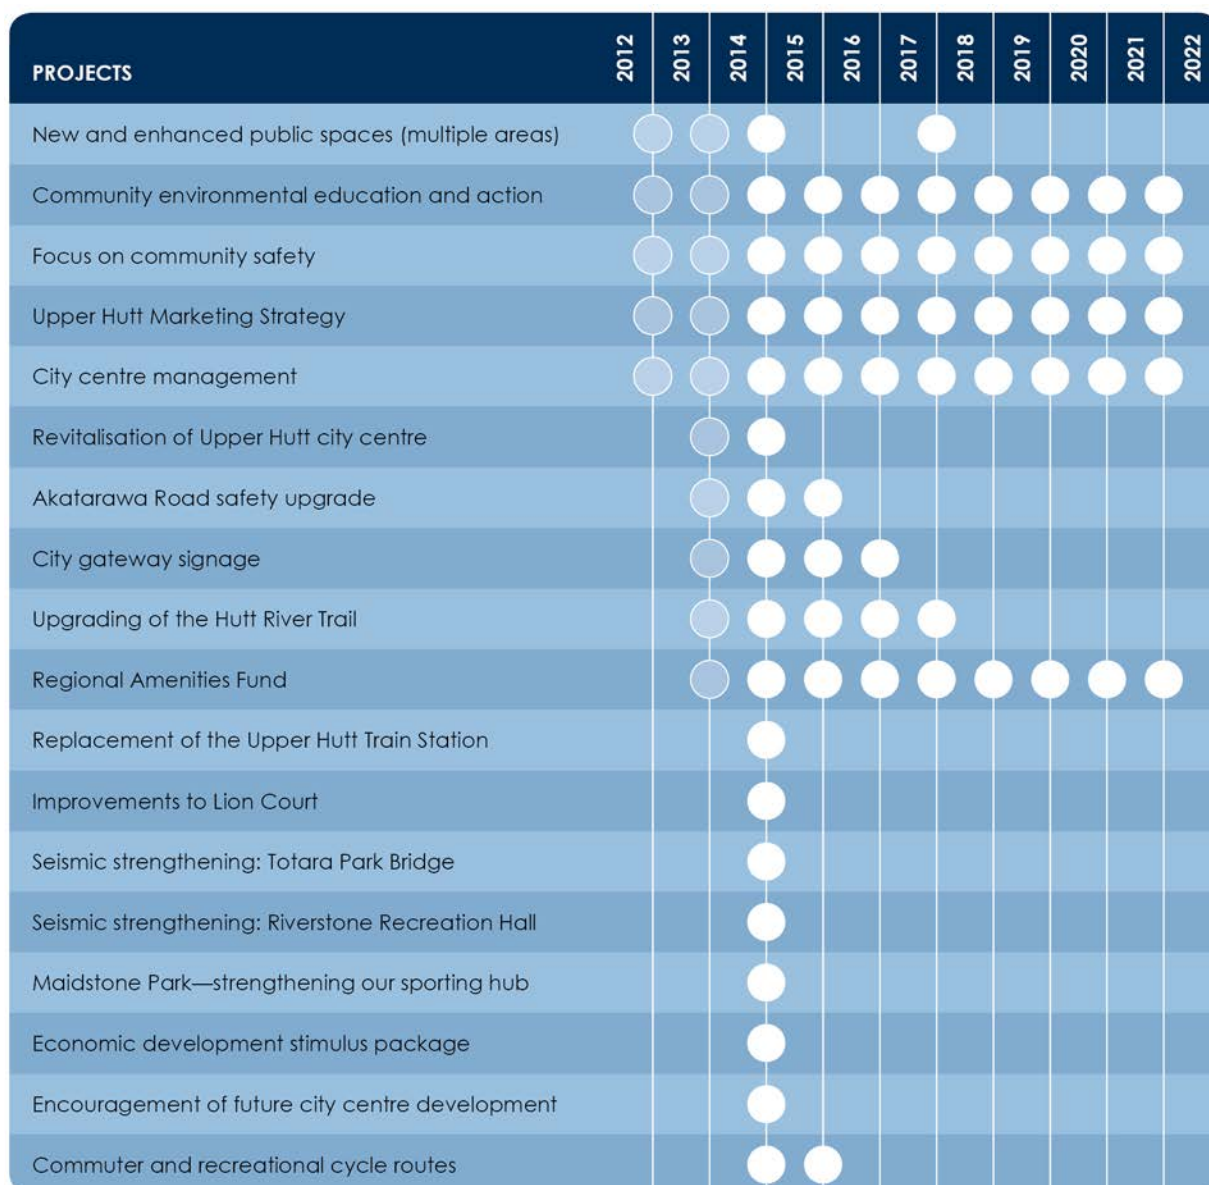 PROJECTS 2012 2013 2014 2015 2016 2017 2018 2019 2020 2021 2022
New and enhanced public spaces (multiple areas)
Community environmental education and action
Focus on community safety
Upper Hutt Marketing Strategy
City centre management
Revitalisation of Upper Hutt city centre
Akatarawa Road safety upgrade
City gateway signage
Upgrading of the Hutt River Trail
Regional Amenities Fund
Replacement of the Upper Hutt Train Station
Improvements to Lion Court
Seismic strengthening: Totara Park Bridge
Seismic strengthening: Riverstone Recreation Hall
Maidstone Park—strengthening our sporting hub
Economic development stimulus package
Encouragement of future city centre development
Commuter and recreational cycle routes